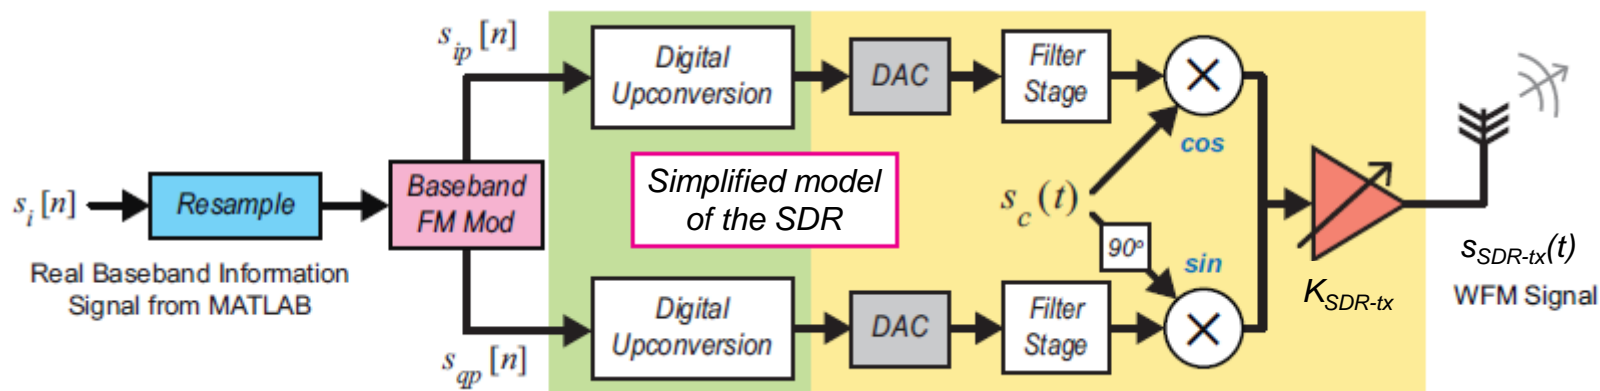 s_ip[n]
Digital
Upconversion
DAC
Filter
Stage
cos
s_i[n]
Resample
Baseband
FM Mod
Simplified model
of the SDR
s_c(t)
90°
sin
Real Baseband Information
Signal from MATLAB
K_SDR-tx
s_SDR-tx(t)
WFM Signal
s_qp[n]
Digital
Upconversion
DAC
Filter
Stage